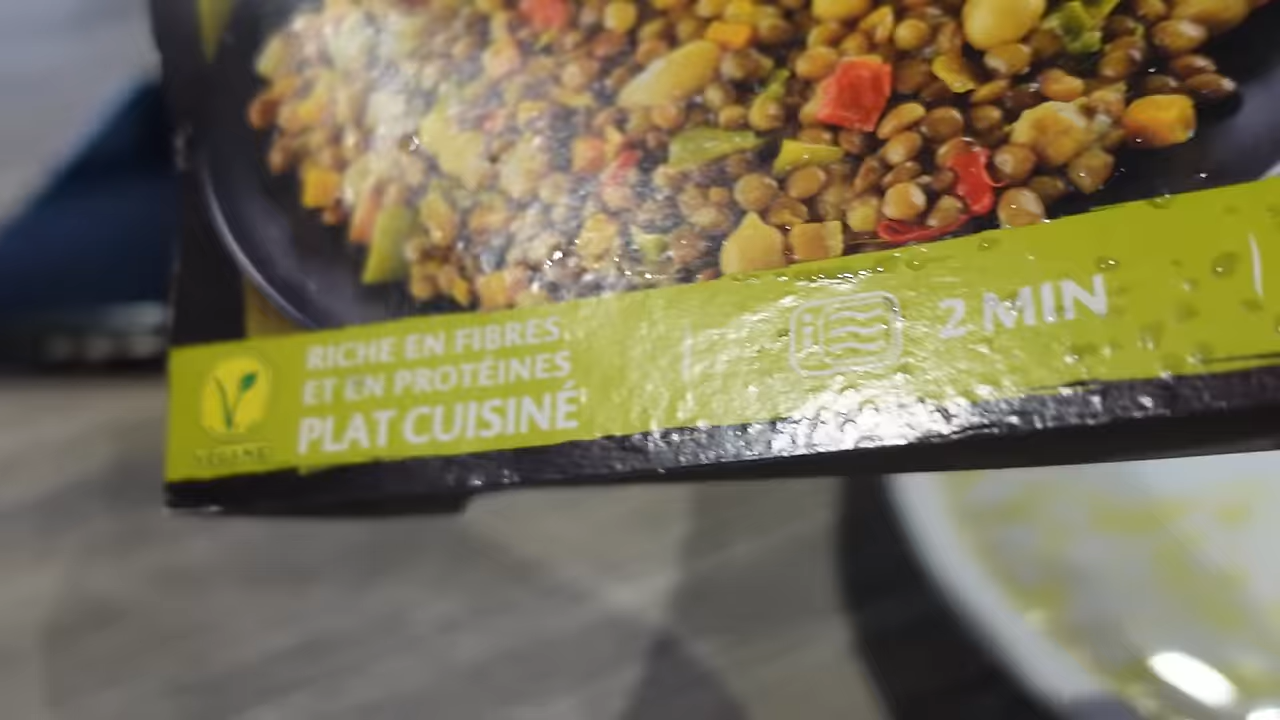 RICHE EN FIBRES
ET EN PROTÉINES
PLAT CUISINÉ
2 MIN